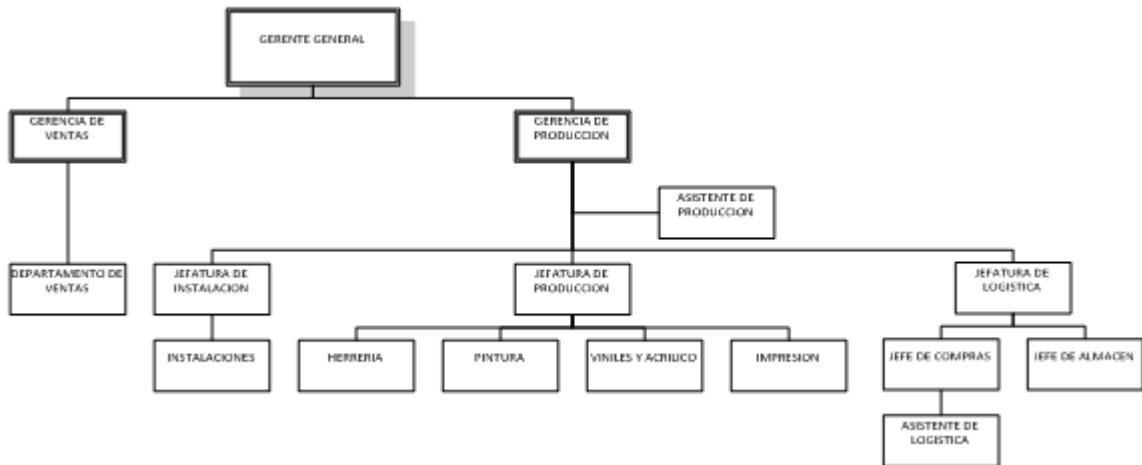 GERENTE GENERAL
GERENCIA DE
VENTAS
GERENCIA DE
PRODUCCION
ASISTENTE DE
PRODUCCION
DEPARTAMENTO DE
VENTAS
JEFATURA DE
INSTALACION
JEFATURA DE
PRODUCCION
JEFATURA DE
LOGISTICA
INSTALACIONES
HERRERIA
PINTURA
VINILES Y ACRILICO
IMPRESION
JEFE DE COMPRAS
JEFE DE ALMACEN
ASISTENTE DE
LOGISTICA